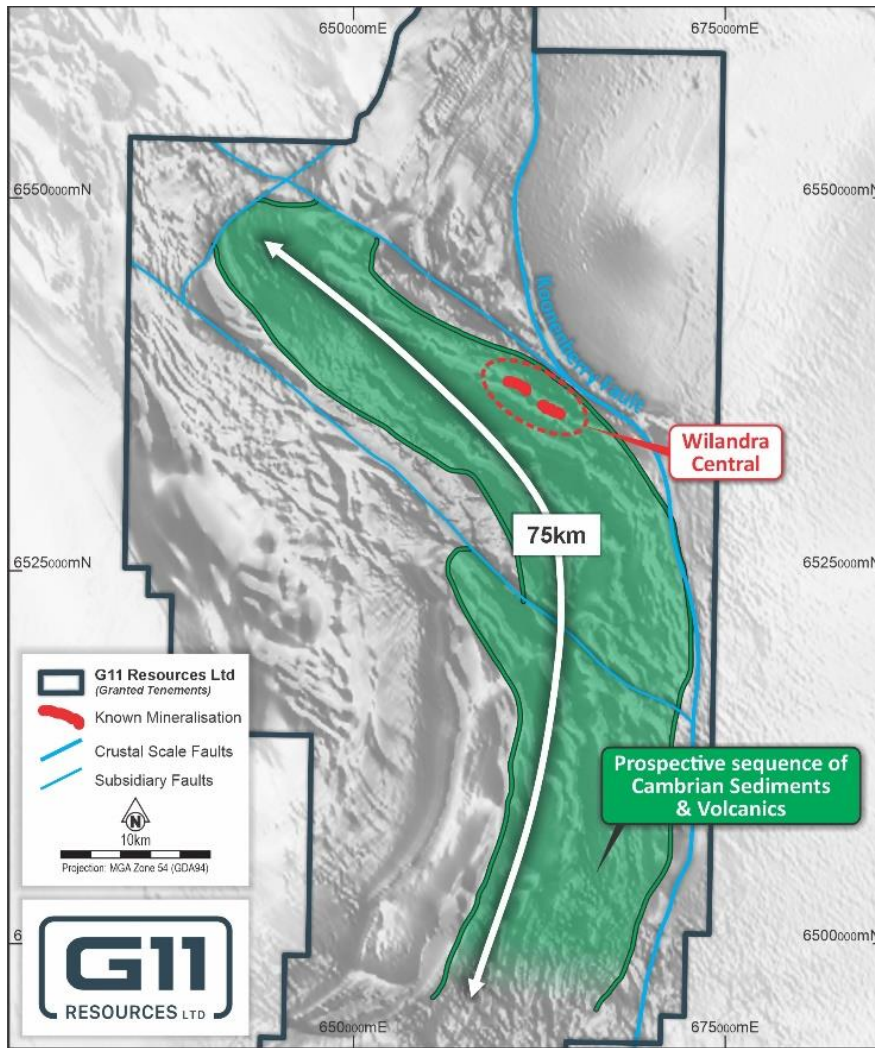 650000mE
675000mE
6550000mN
6550000mN
Koonenberry Fault
Wilandra
Central
75km
6525000mN
6525000mN
G11 Resources Ltd
(Granted Tenements)
Known Mineralisation
Crustal Scale Faults
Subsidiary Faults
N
10km
Projection: MGA Zone 54 (GDA94)
Prospective sequence of
Cambrian Sediments
& Volcanics
6500000mN
G11
RESOURCES LTD
650000mE
675000mE